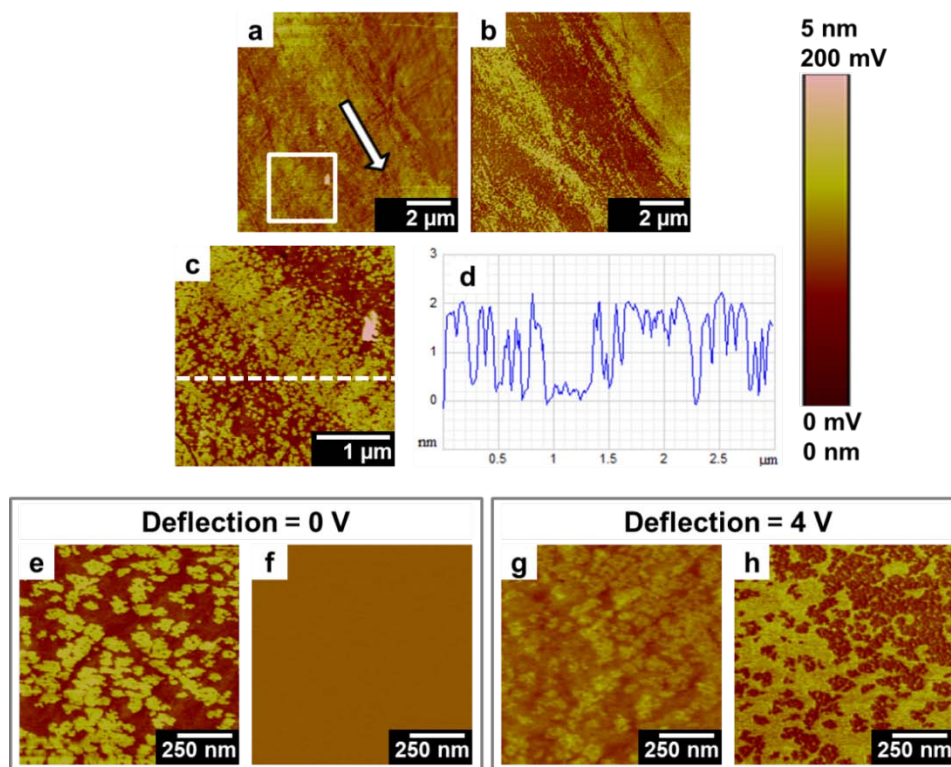 a
2 µm
b
2 µm
5 nm
200 mV
0 mV
0 nm
c
1 µm
d
3
2
1
0
nm
0.5
1
1.5
2
2.5
µm
Deflection = 0 V
e
250 nm
f
250 nm
Deflection = 4 V
g
250 nm
h
250 nm